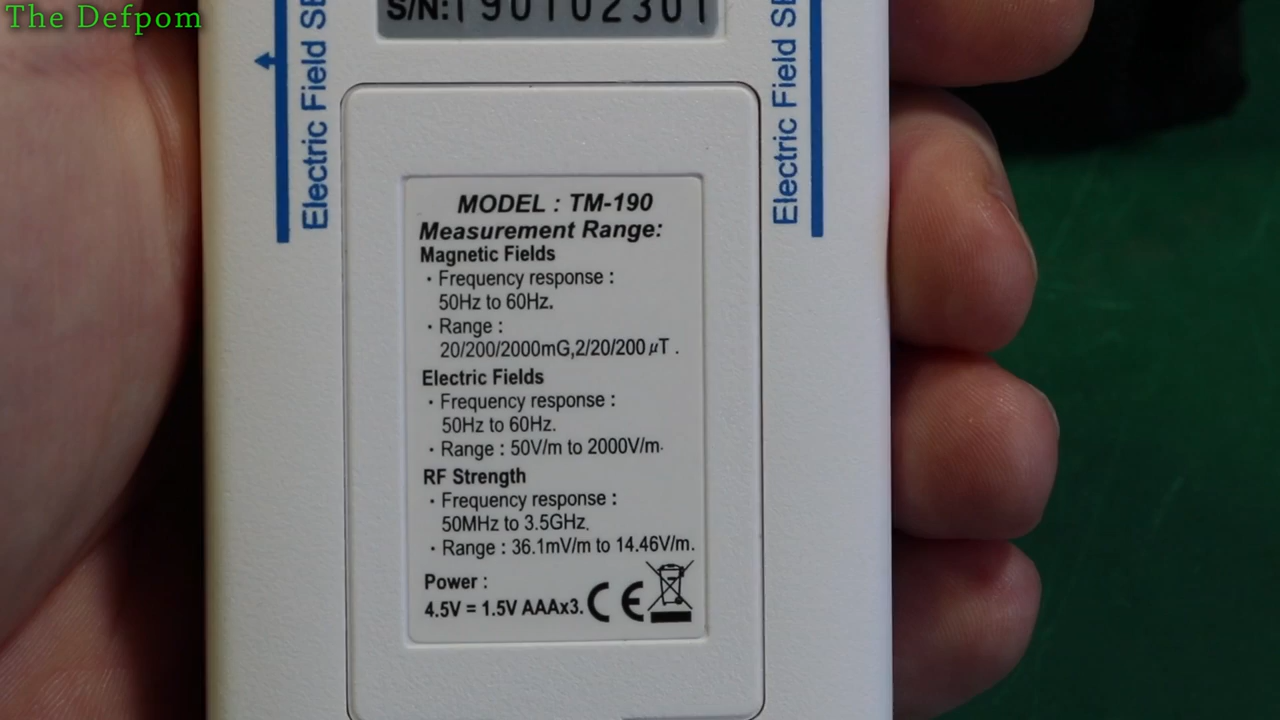 The Defpom
S/N:190102301
Electric Field
Electric Field
MODEL : TM-190
Measurement Range:
Magnetic Fields
· Frequency response :
50Hz to 60Hz.
· Range :
20/200/2000mG,2/20/200μT .
Electric Fields
· Frequency response :
50Hz to 60Hz.
· Range : 50V/m to 2000V/m.
RF Strength
· Frequency response :
50MHz to 3.5GHz.
· Range : 36.1mV/m to 14.46V/m.
Power :
4.5V = 1.5V AAAx3. CE